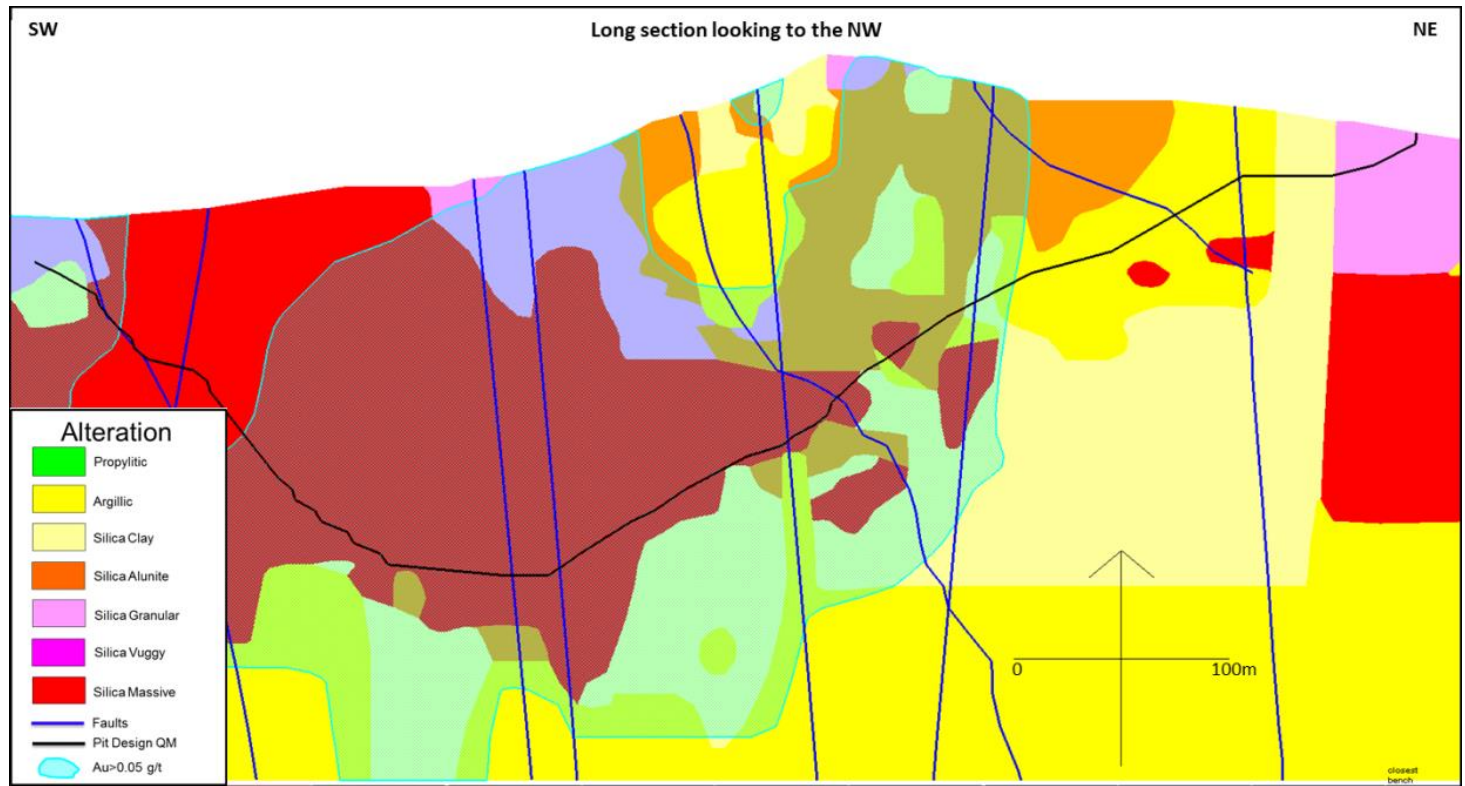 SW
Long section looking to the NW
NE
Alteration
Propylitic
Argillic
Silica Clay
Silica Alunite
Silica Granular
Silica Vuggy
Silica Massive
Faults
Pit Design QM
Au>0.05 g/t
0
100m
closest
bench